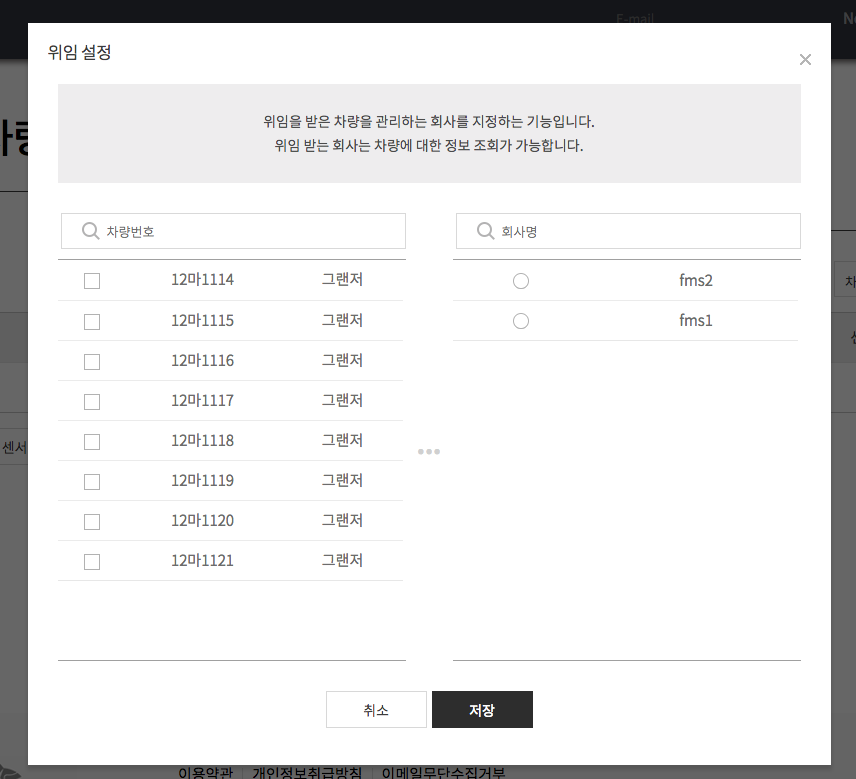 E-mail
위임 설정
위임을 받은 차량을 관리하는 회사를 지정하는 기능입니다.
위임 받는 회사는 차량에 대한 정보 조회가 가능합니다.
차량번호
회사명
12마1114 그랜저
fms2
12마1115 그랜저
fms1
12마1116 그랜저
12마1117 그랜저
12마1118 그랜저
센서
12마1119 그랜저
12마1120 그랜저
12마1121 그랜저
취소
저장
이용약관
개인정보취급방침
이메일무단수집거부